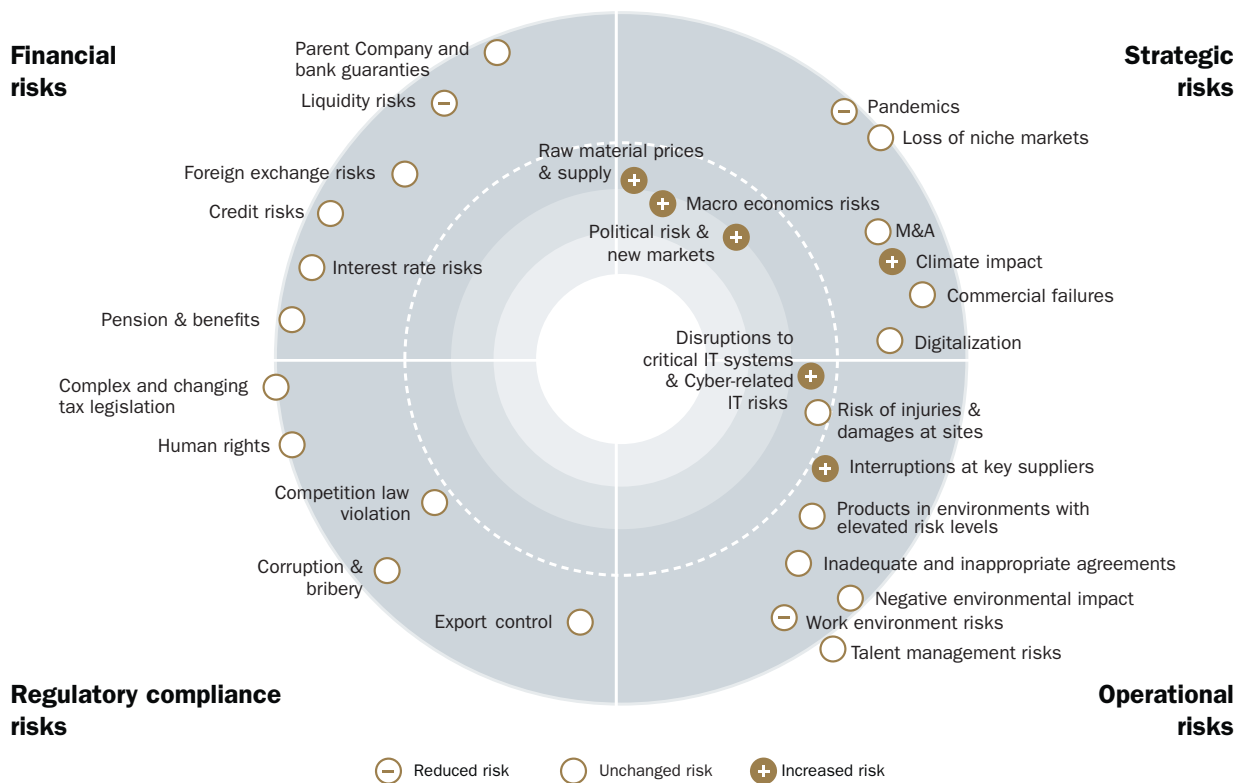 Financial
risks
Strategic
risks
Parent Company and
bank guaranties
Liquidity risks
Foreign exchange risks
Credit risks
Interest rate risks
Pension & benefits
Pandemics
Loss of niche markets
Raw material prices
& supply
Macro economics risks
Political risk &
new markets
M&A
Climate impact
Commercial failures
Digitalization
Complex and changing
tax legislation
Human rights
Competition law
violation
Corruption &
bribery
Export control
Disruptions to
critical IT systems
& Cyber-related
IT risks
Risk of injuries &
damages at sites
Interruptions at key suppliers
Products in environments with
elevated risk levels
Inadequate and inappropriate agreements
Negative environmental impact
Work environment risks
Talent management risks
Regulatory compliance
risks
Operational
risks
Reduced risk
Unchanged risk
Increased risk